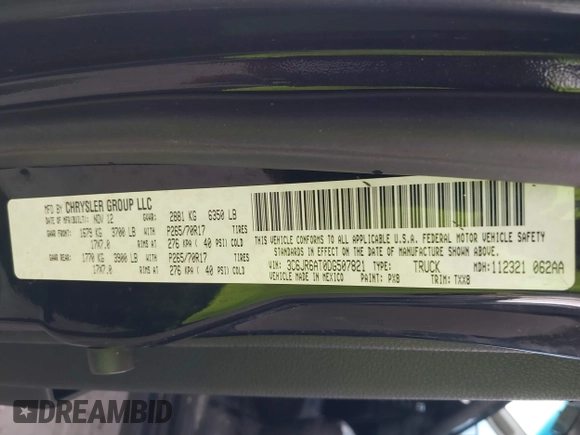 MFD BY CHRYSLER GROUP LLC
DATE OF MFR/BUILT: NOV 12 GVWR: 2881 KG 6350 LB
GAWR FRONT: 1679 KG 3700 LB P265/70R17 TIRES
17X7.0 RIMS AT 276 KPA ( 40 PSI) COLD
GAWR REAR: 1770 KG 3900 LB P265/70R17 TIRES
17X7.0 RIMS AT 276 KPA ( 40 PSI) COLD
THIS VEHICLE CONFORMS TO ALL APPLICABLE U.S.A. FEDERAL MOTOR VEHICLE SAFETY
STANDARDS IN EFFECT ON THE DATE OF MANUFACTURE SHOWN ABOVE.
VIN: 3C6JR6AT0DG507821 TYPE: TRUCK MDH: 112321 062AA
VEHICLE MADE IN MEXICO PAINT: PX8 TRIM: TXX8
DREAMBID